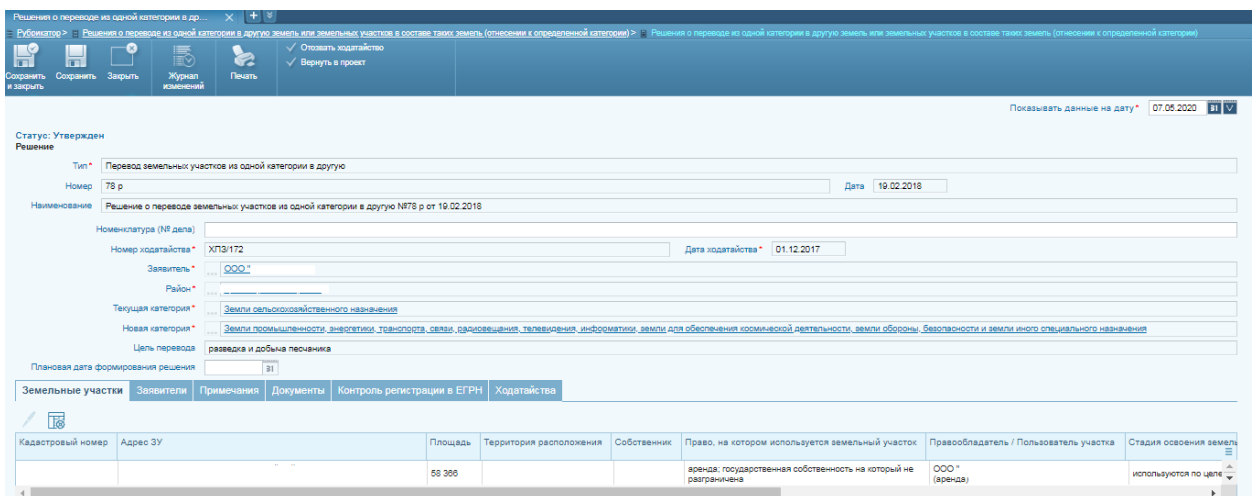 Решения о переводе из одной категории в др...
Рубрикатор > Решения о переводе из одной категории в другую земель или земельных участков в составе таких земель (отнесении к определенной категории) > Решения о переводе из одной категории в другую земель или земельных участков в составе таких земель (отнесении к определенной категории)
Сохранить и закрыть
Сохранить
Закрыть
Журнал изменений
Печать
Отозвать ходатайство
Вернуть в проект
Показывать данные на дату* 07.05.2020
Статус: Утвержден
Решение
Тип* Перевод земельных участков из одной категории в другую
Номер 78 р Дата 19.02.2018
Наименование Решение о переводе земельных участков из одной категории в другую №78 р от 19.02.2018
Номенклатура (№ дела)
Номер ходатайства* ХПЗ/172 Дата ходатайства* 01.12.2017
Заявитель* ... ООО "
Район* ...
Текущая категория* ... Земли сельскохозяйственного назначения
Новая категория* ... Земли промышленности, энергетики, транспорта, связи, радиовещания, телевидения, информатики, земли для обеспечения космической деятельности, земли обороны, безопасности и земли иного специального назначения
Цель перевода разведка и добыча песчаника
Плановая дата формирования решения
Земельные участки Заявители Примечания Документы Контроль регистрации в ЕГРН Ходатайства
Кадастровый номер Адрес ЗУ Площадь Территория расположения Собственник Право, на котором используется земельный участок Правообладатель / Пользователь участка Стадия освоения земель
58 366 аренда; государственная собственность на который не разграничена ООО " (аренда) используются по целе